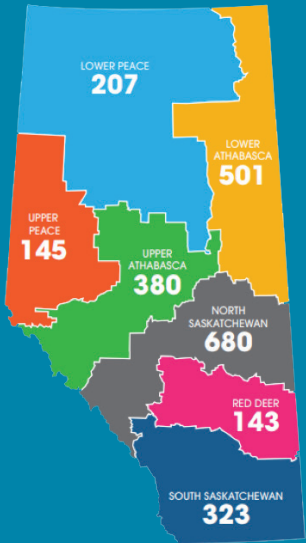 LOWER PEACE
207
LOWER
ATHABASCA
501
UPPER
PEACE
145
UPPER
ATHABASCA
380
NORTH
SASKATCHEWAN
680
RED DEER
143
SOUTH SASKATCHEWAN
323